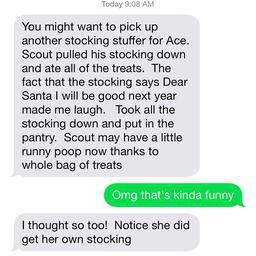 Today 9:08 AM
You might want to pick up
another stocking stuffer for Ace.
Scout pulled his stocking down
and ate all of the treats.  The
fact that the stocking says Dear
Santa I will be good next year
made me laugh.   Took all the
stocking down and put in the
pantry.  Scout may have a little
runny poop now thanks to
whole bag of treats
Omg that's kinda funny
I thought so too!  Notice she did
get her own stocking